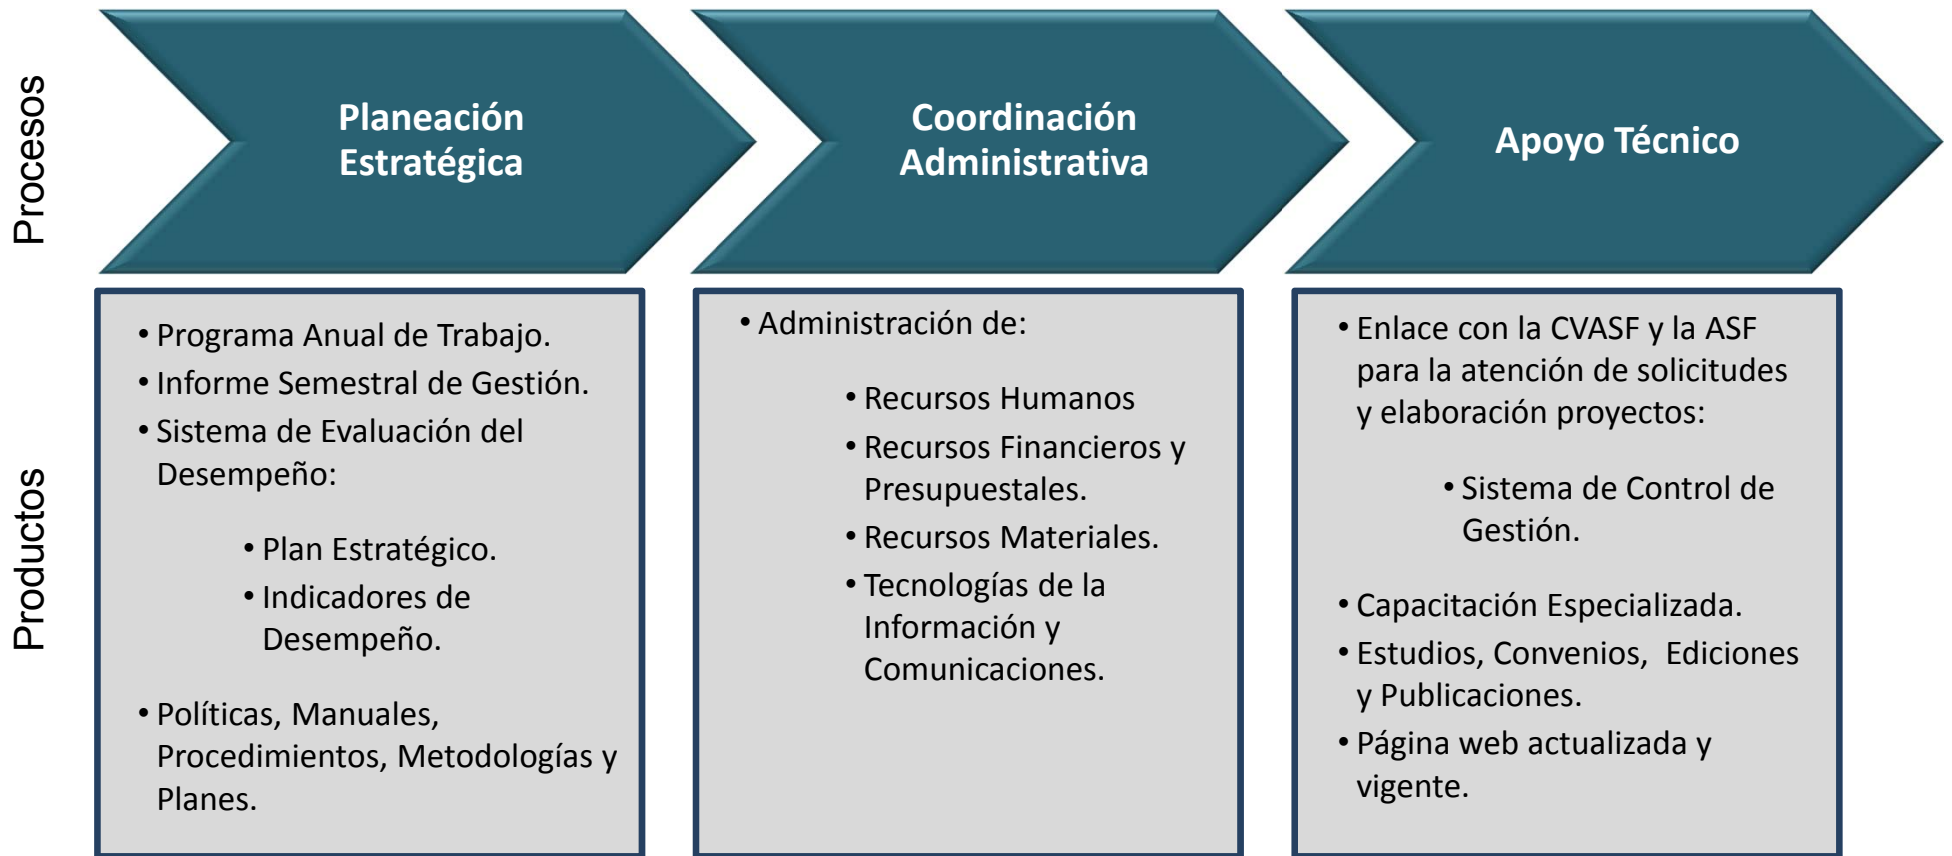 Procesos
Planeación
Estratégica
Coordinación
Administrativa
Apoyo Técnico
Productos
• Programa Anual de Trabajo.
• Informe Semestral de Gestión.
• Sistema de Evaluación del
Desempeño:
• Plan Estratégico.
• Indicadores de
Desempeño.
• Políticas, Manuales,
Procedimientos, Metodologías y
Planes.
• Administración de:
• Recursos Humanos
• Recursos Financieros y
Presupuestales.
• Recursos Materiales.
• Tecnologías de la
Información y
Comunicaciones.
• Enlace con la CVASF y la ASF
para la atención de solicitudes
y elaboración proyectos:
• Sistema de Control de
Gestión.
• Capacitación Especializada.
• Estudios, Convenios, Ediciones
y Publicaciones.
• Página web actualizada y
vigente.